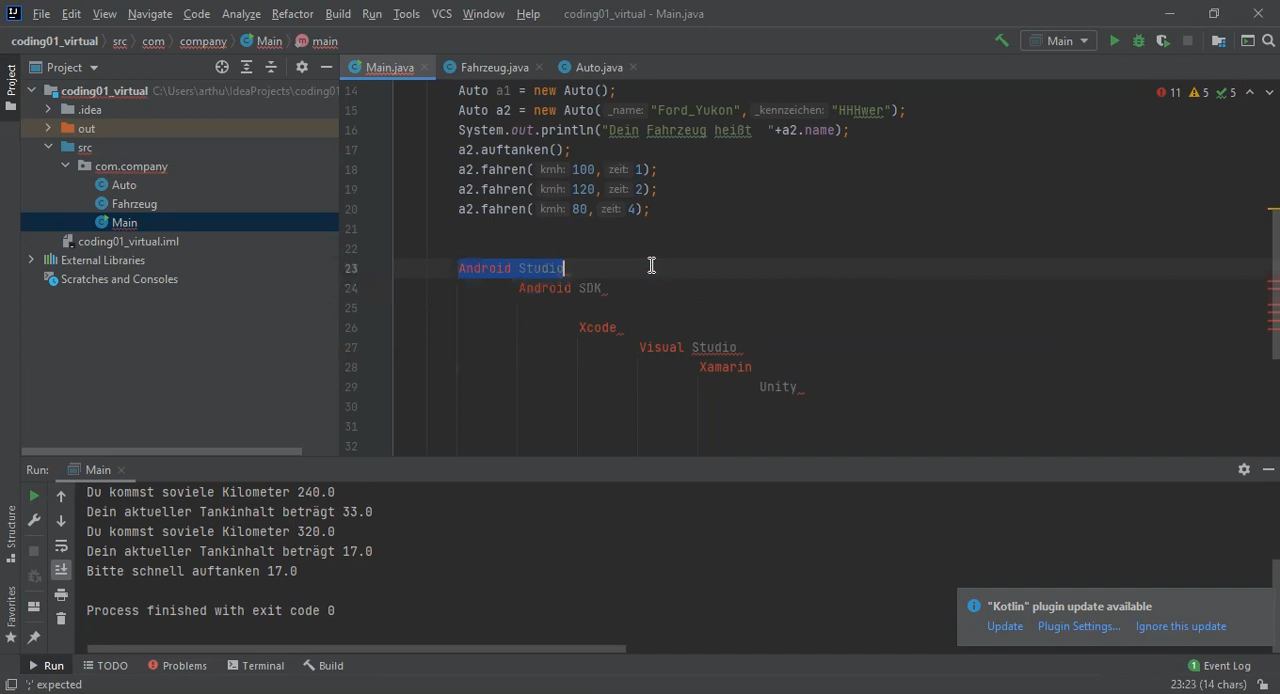 File Edit View Navigate Code Analyze Refactor Build Run Tools VCS Window Help coding01_virtual - Main.java
coding01_virtual src com company Main main Main
Project Main.java Fahrzeug.java Auto.java
Project
coding01_virtual C:\Users\arthu\IdeaProjects\coding01
.idea
out
src
com.company
Auto
Fahrzeug
Main
coding01_virtual.iml
External Libraries
Scratches and Consoles
11 5 5
14 Auto a1 = new Auto();
15 Auto a2 = new Auto( _name: "Ford_Yukon", _kennzeichen: "HHHwer");
16 System.out.println("Dein Fahrzeug heißt "+a2.name);
17 a2.auftanken();
18 a2.fahren( kmh: 100, zeit: 1);
19 a2.fahren( kmh: 120, zeit: 2);
20 a2.fahren( kmh: 80, zeit: 4);
21
22
23 Android Studio
24 Android SDK
25
26 Xcode
27 Visual Studio
28 Xamarin
29 Unity
30
31
32
Run: Main
Du kommst soviele Kilometer 240.0
Dein aktueller Tankinhalt beträgt 33.0
Du kommst soviele Kilometer 320.0
Dein aktueller Tankinhalt beträgt 17.0
Bitte schnell auftanken 17.0
Process finished with exit code 0
Structure
Favorites
"Kotlin" plugin update available
Update Plugin Settings... Ignore this update
Run TODO Problems Terminal Build 1 Event Log
';' expected 23:23 (14 chars)